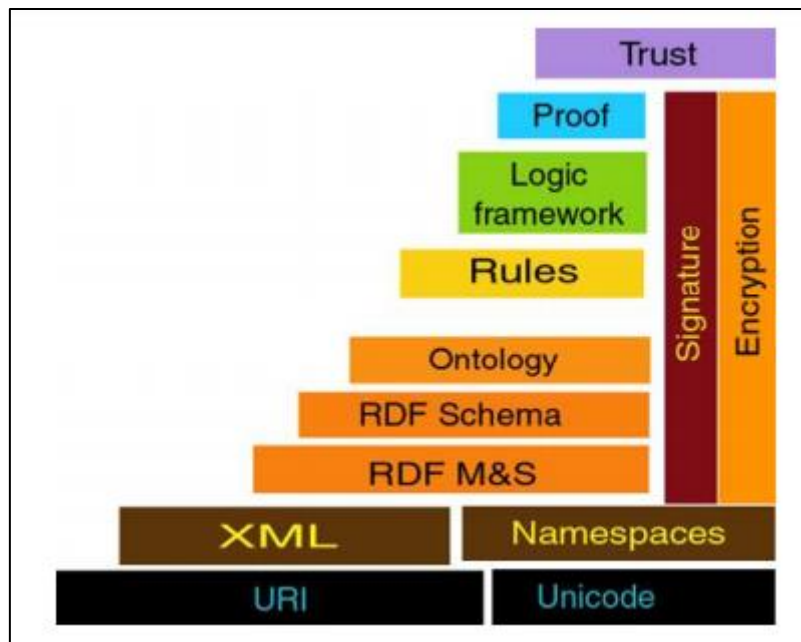 Trust
Proof
Logic
framework
Rules
Ontology
RDF Schema
RDF M&S
Signature
Encryption
XML
Namespaces
URI
Unicode